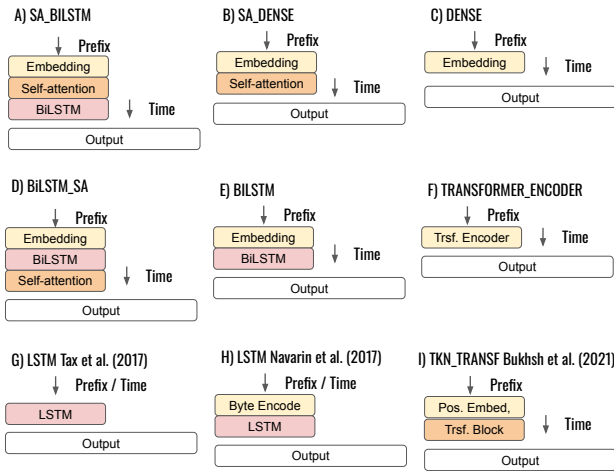 A) SA_BILSTM
Prefix
Embedding
Self-attention
BiLSTM
Time
Output
B) SA_DENSE
Prefix
Embedding
Self-attention
Time
Output
C) DENSE
Prefix
Embedding
Time
Output
D) BiLSTM_SA
Prefix
Embedding
BiLSTM
Self-attention
Time
Output
E) BILSTM
Prefix
Embedding
BiLSTM
Time
Output
F) TRANSFORMER_ENCODER
Prefix
Trsf. Encoder
Time
Output
G) LSTM Tax et al. (2017)
Prefix / Time
LSTM
Output
H) LSTM Navarin et al. (2017)
Prefix / Time
Byte Encode
LSTM
Output
I) TKN_TRANSF Bukhsh et al. (2021)
Prefix
Pos. Embed,
Trsf. Block
Time
Output